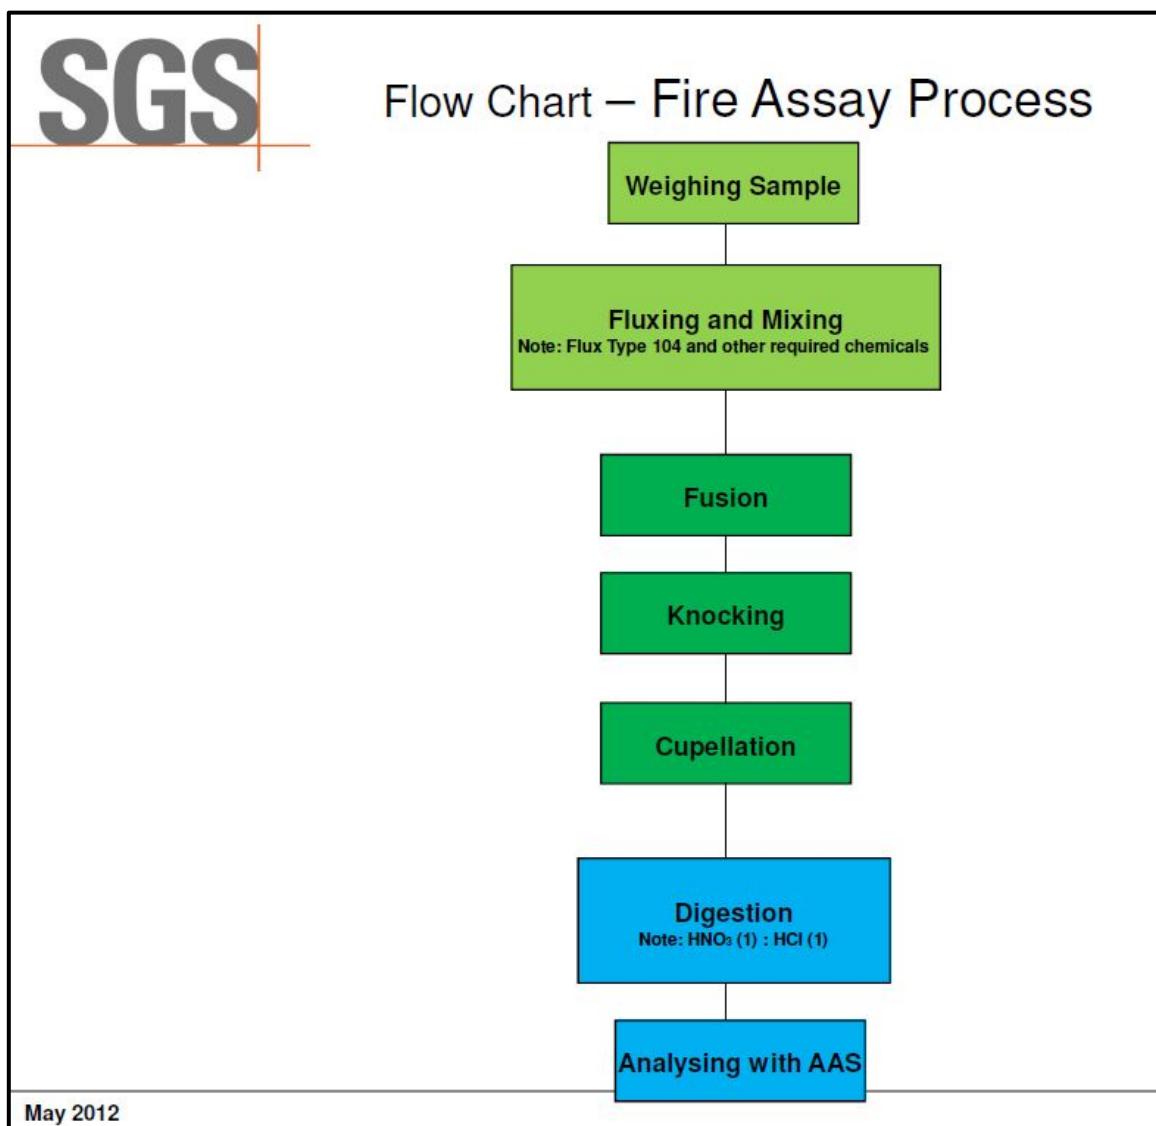 SGS
Flow Chart – Fire Assay Process
Weighing Sample
Fluxing and Mixing
Note: Flux Type 104 and other required chemicals
Fusion
Knocking
Cupellation
Digestion
Note: HNO₃ (1) : HCl (1)
Analysing with AAS
May 2012